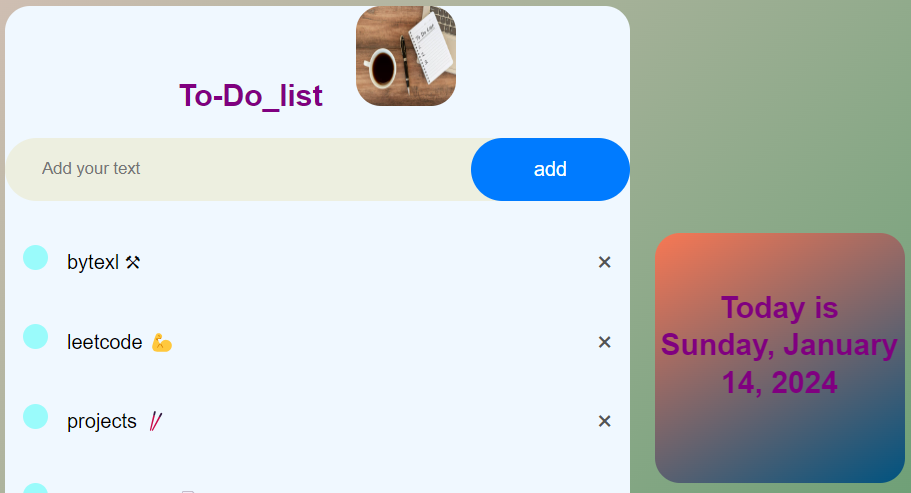 To-Do_list
Add your text
add
bytexl ⚒
×
leetcode 💪
×
projects 🥢
×
Today is
Sunday, January
14, 2024